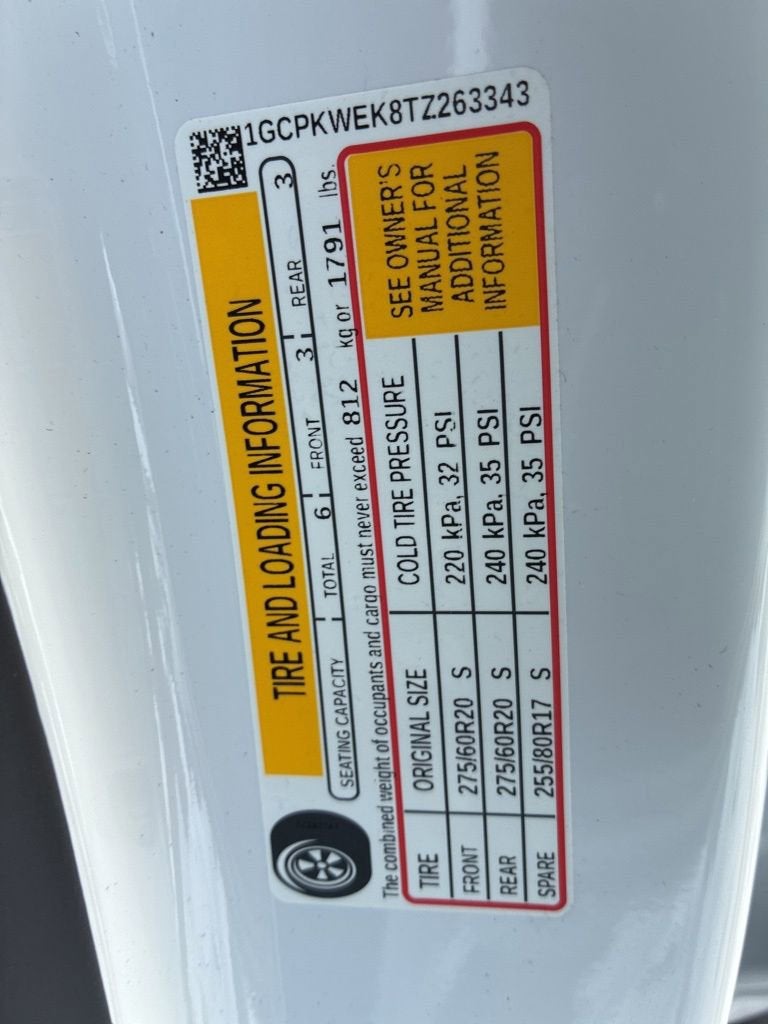 1GCPKWEK8TZ263343
TIRE AND LOADING INFORMATION
SEATING CAPACITY TOTAL 6 FRONT 3 REAR 3
The combined weight of occupants and cargo must never exceed 812 kg or 1791 lbs.
TIRE ORIGINAL SIZE COLD TIRE PRESSURE
FRONT 275/60R20 S 220 kPa, 32 PSI
REAR 275/60R20 S 240 kPa, 35 PSI
SPARE 255/80R17 S 240 kPa, 35 PSI
SEE OWNER'S
MANUAL FOR
ADDITIONAL
INFORMATION